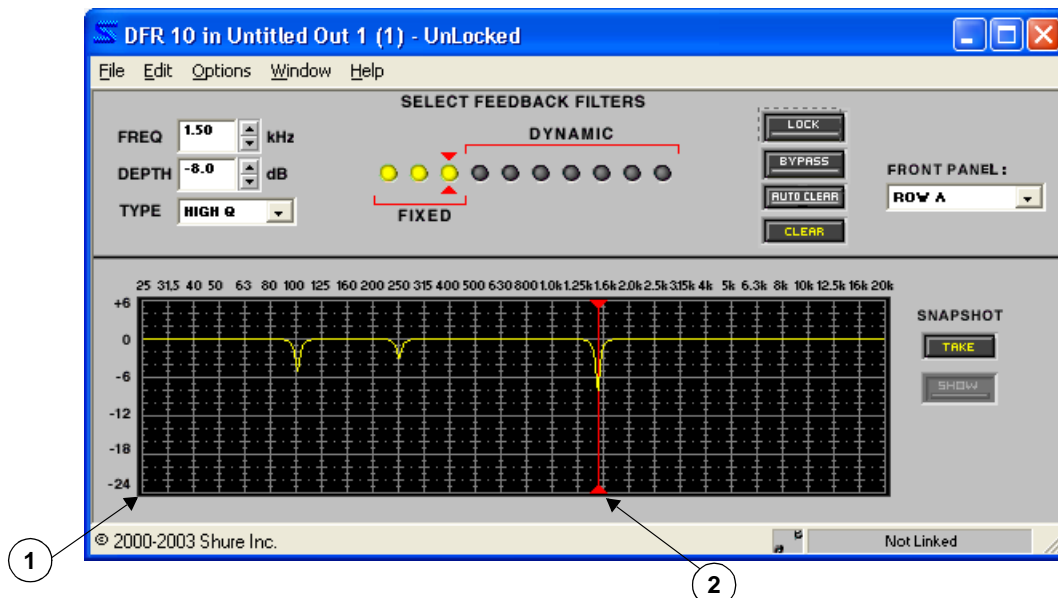 DFR 10 in Untitled Out 1 (1) - UnLocked
File Edit Options Window Help
SELECT FEEDBACK FILTERS
DYNAMIC
FIXED
FREQ 1.50 kHz
DEPTH -8.0 dB
TYPE HIGH Q
LOCK
BYPASS
AUTO CLEAR
CLEAR
FRONT PANEL:
ROW A
25 31,5 40 50 63 80 100 125 160 200 250 315 400 500 630 800 1.0k 1.25k 1.6k 2.0k 2.5k 3.15k 4k 5k 6.3k 8k 10k 12.5k 16k 20k
+6
0
-6
-12
-18
-24
SNAPSHOT
TAKE
SHOW
© 2000-2003 Shure Inc.
a B
Not Linked
1
2